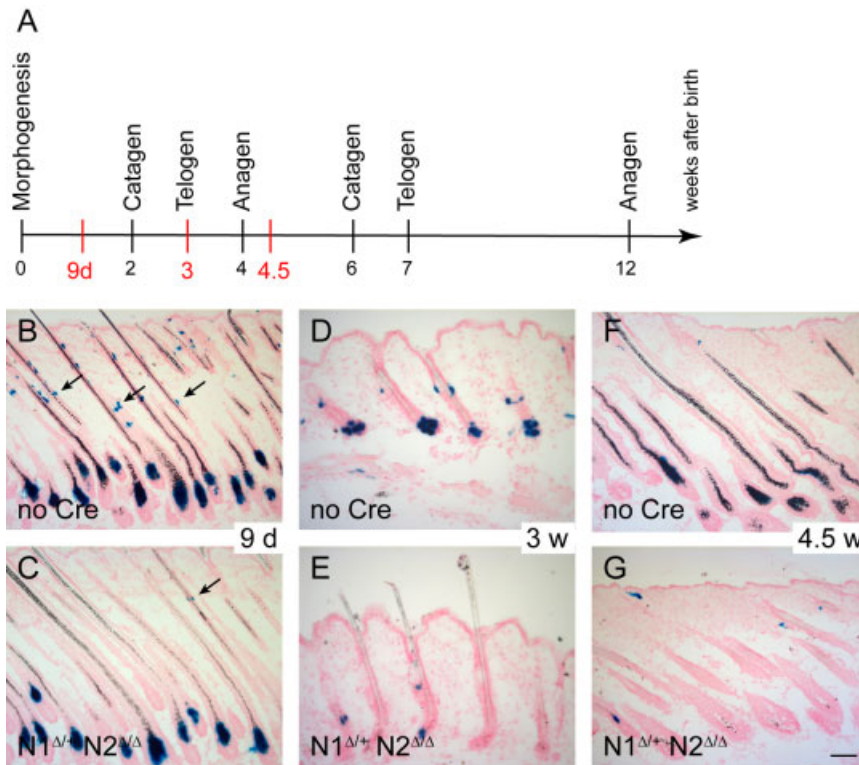 A
Morphogenesis
Catagen
Telogen
Anagen
Catagen
Telogen
Anagen
weeks after birth
0
9d
2
3
4
4.5
6
7
12
B
no Cre
9 d
D
no Cre
3 w
F
no Cre
4.5 w
C
N1Δ/+ N2Δ/Δ
E
N1Δ/+ N2Δ/Δ
G
N1Δ/+ N2Δ/Δ